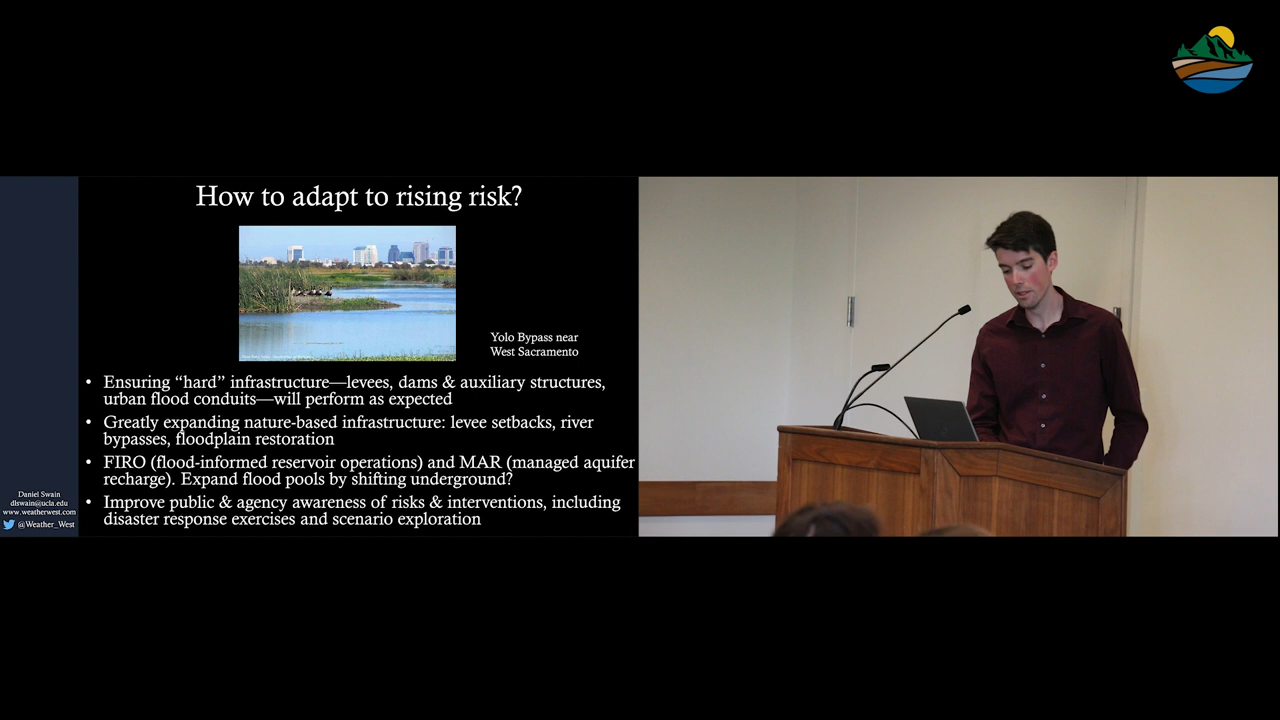 How to adapt to rising risk?
Yolo Bypass near
West Sacramento
• Ensuring “hard” infrastructure—levees, dams & auxiliary structures,
urban flood conduits—will perform as expected
• Greatly expanding nature-based infrastructure: levee setbacks, river
bypasses, floodplain restoration
• FIRO (flood-informed reservoir operations) and MAR (managed aquifer
recharge). Expand flood pools by shifting underground?
• Improve public & agency awareness of risks & interventions, including
disaster response exercises and scenario exploration
Daniel Swain
dlswain@ucla.edu
www.weatherwest.com
@Weather_West